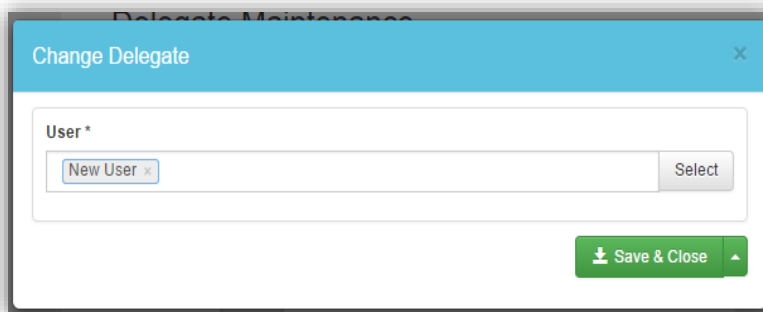 Delegate Maintenance
Change Delegate ×
User *
New User × Select
Save & Close